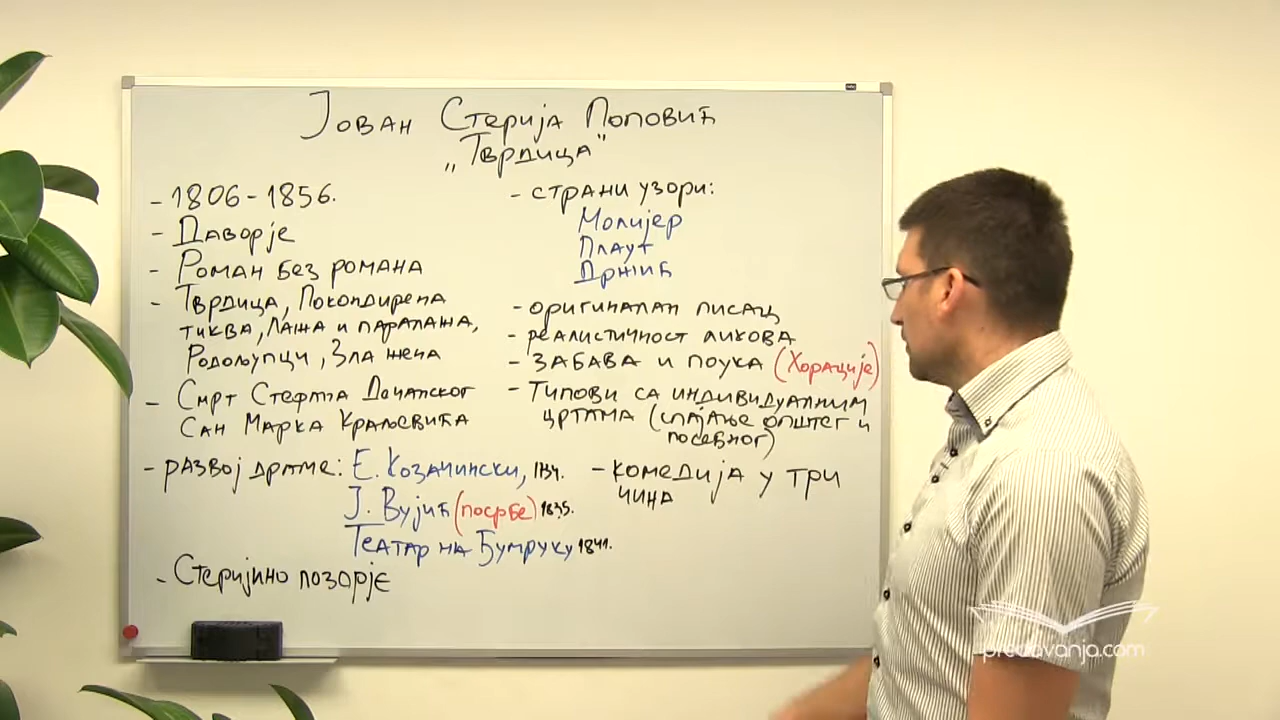 Јован Стерија Поповић
„Тврдица"
- 1806 - 1856.
- Даворје
- Роман без романа
- Тврдица, Покондирена
тиква, Лажа и паралажа,
Родољупци, Зла жена
- Смрт Стефана Дечанског
Сан Марка Краљевића
- развој драме: Е. Козачински, 1734.
Ј. Вујић (посрбе) 1835.
Театар на Ђумруку 1841.
- Стеријино позорје
- страни узори:
Молијер
Плаут
Држић
- оригиналан писац
- реалистичност ликова
- забава и поука (Хорације)
- Типови са индивидуалним
цртама (спајање општег и
посебног)
- комедија у три
чина
predavanja.com